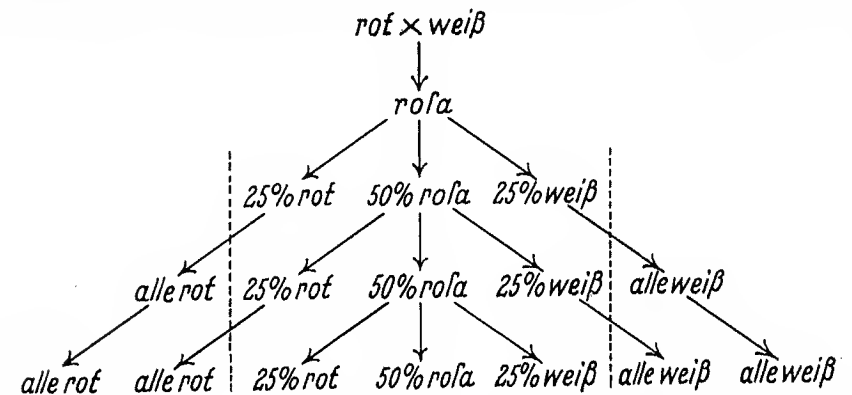 rot × weiß
roſa
25% rot 50% roſa 25% weiß
alle rot 25% rot 50% roſa 25% weiß alle weiß
alle rot alle rot 25% rot 50% roſa 25% weiß alle weiß alle weiß